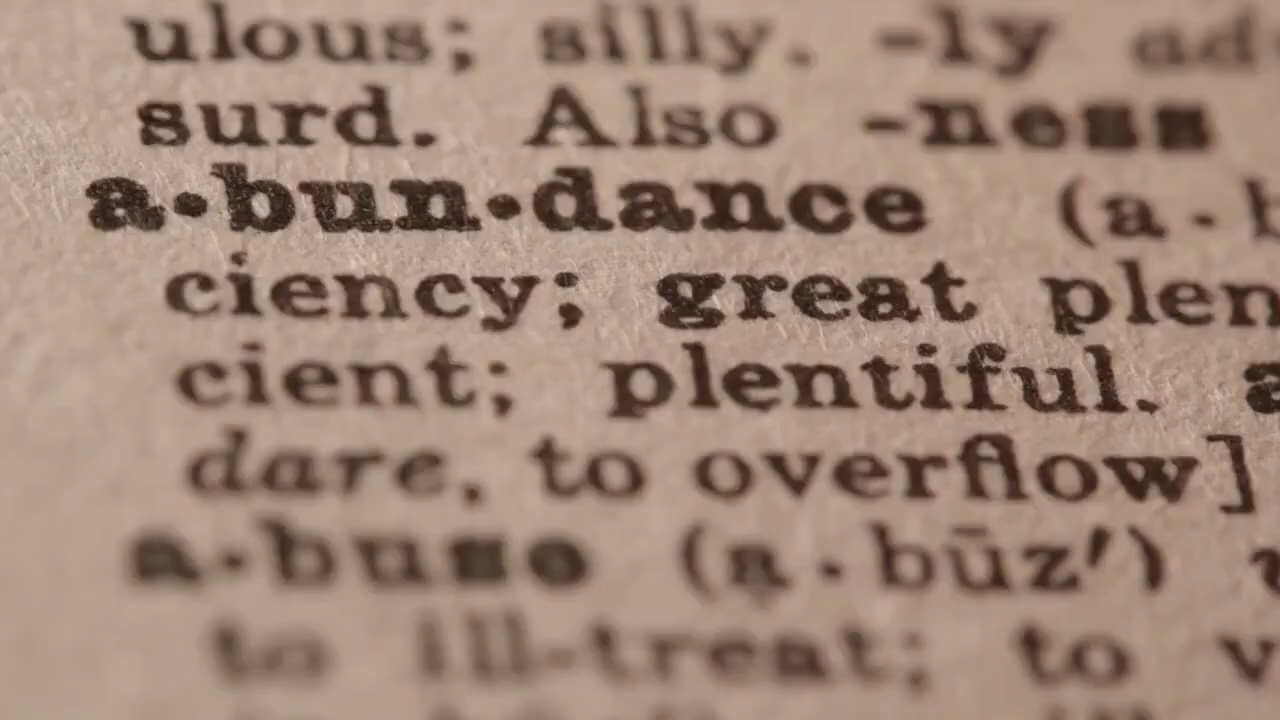 ulous; silly. -ly ad
surd. Also -ness
a·bun·dance (a·b
ciency; great plen
cient; plentiful. a
dare, to overflow]
a·buse (a·būz′) v
to ill-treat; to v